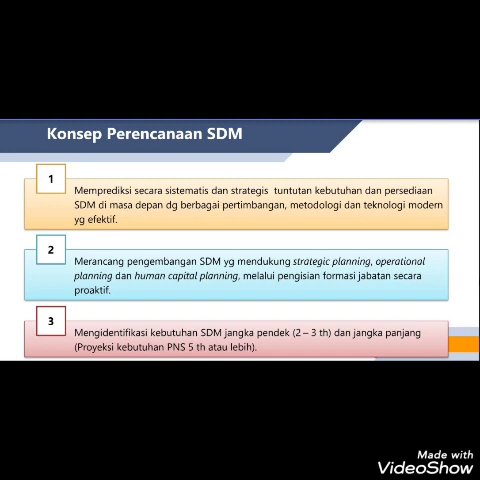 Konsep Perencanaan SDM
1
Memprediksi secara sistematis dan strategis tuntutan kebutuhan dan persediaan
SDM di masa depan dg berbagai pertimbangan, metodologi dan teknologi modern
yg efektif.
2
Merancang pengembangan SDM yg mendukung strategic planning, operational
planning dan human capital planning, melalui pengisian formasi jabatan secara
proaktif.
3
Mengidentifikasi kebutuhan SDM jangka pendek (2 – 3 th) dan jangka panjang
(Proyeksi kebutuhan PNS 5 th atau lebih).
Made with
VideoShow